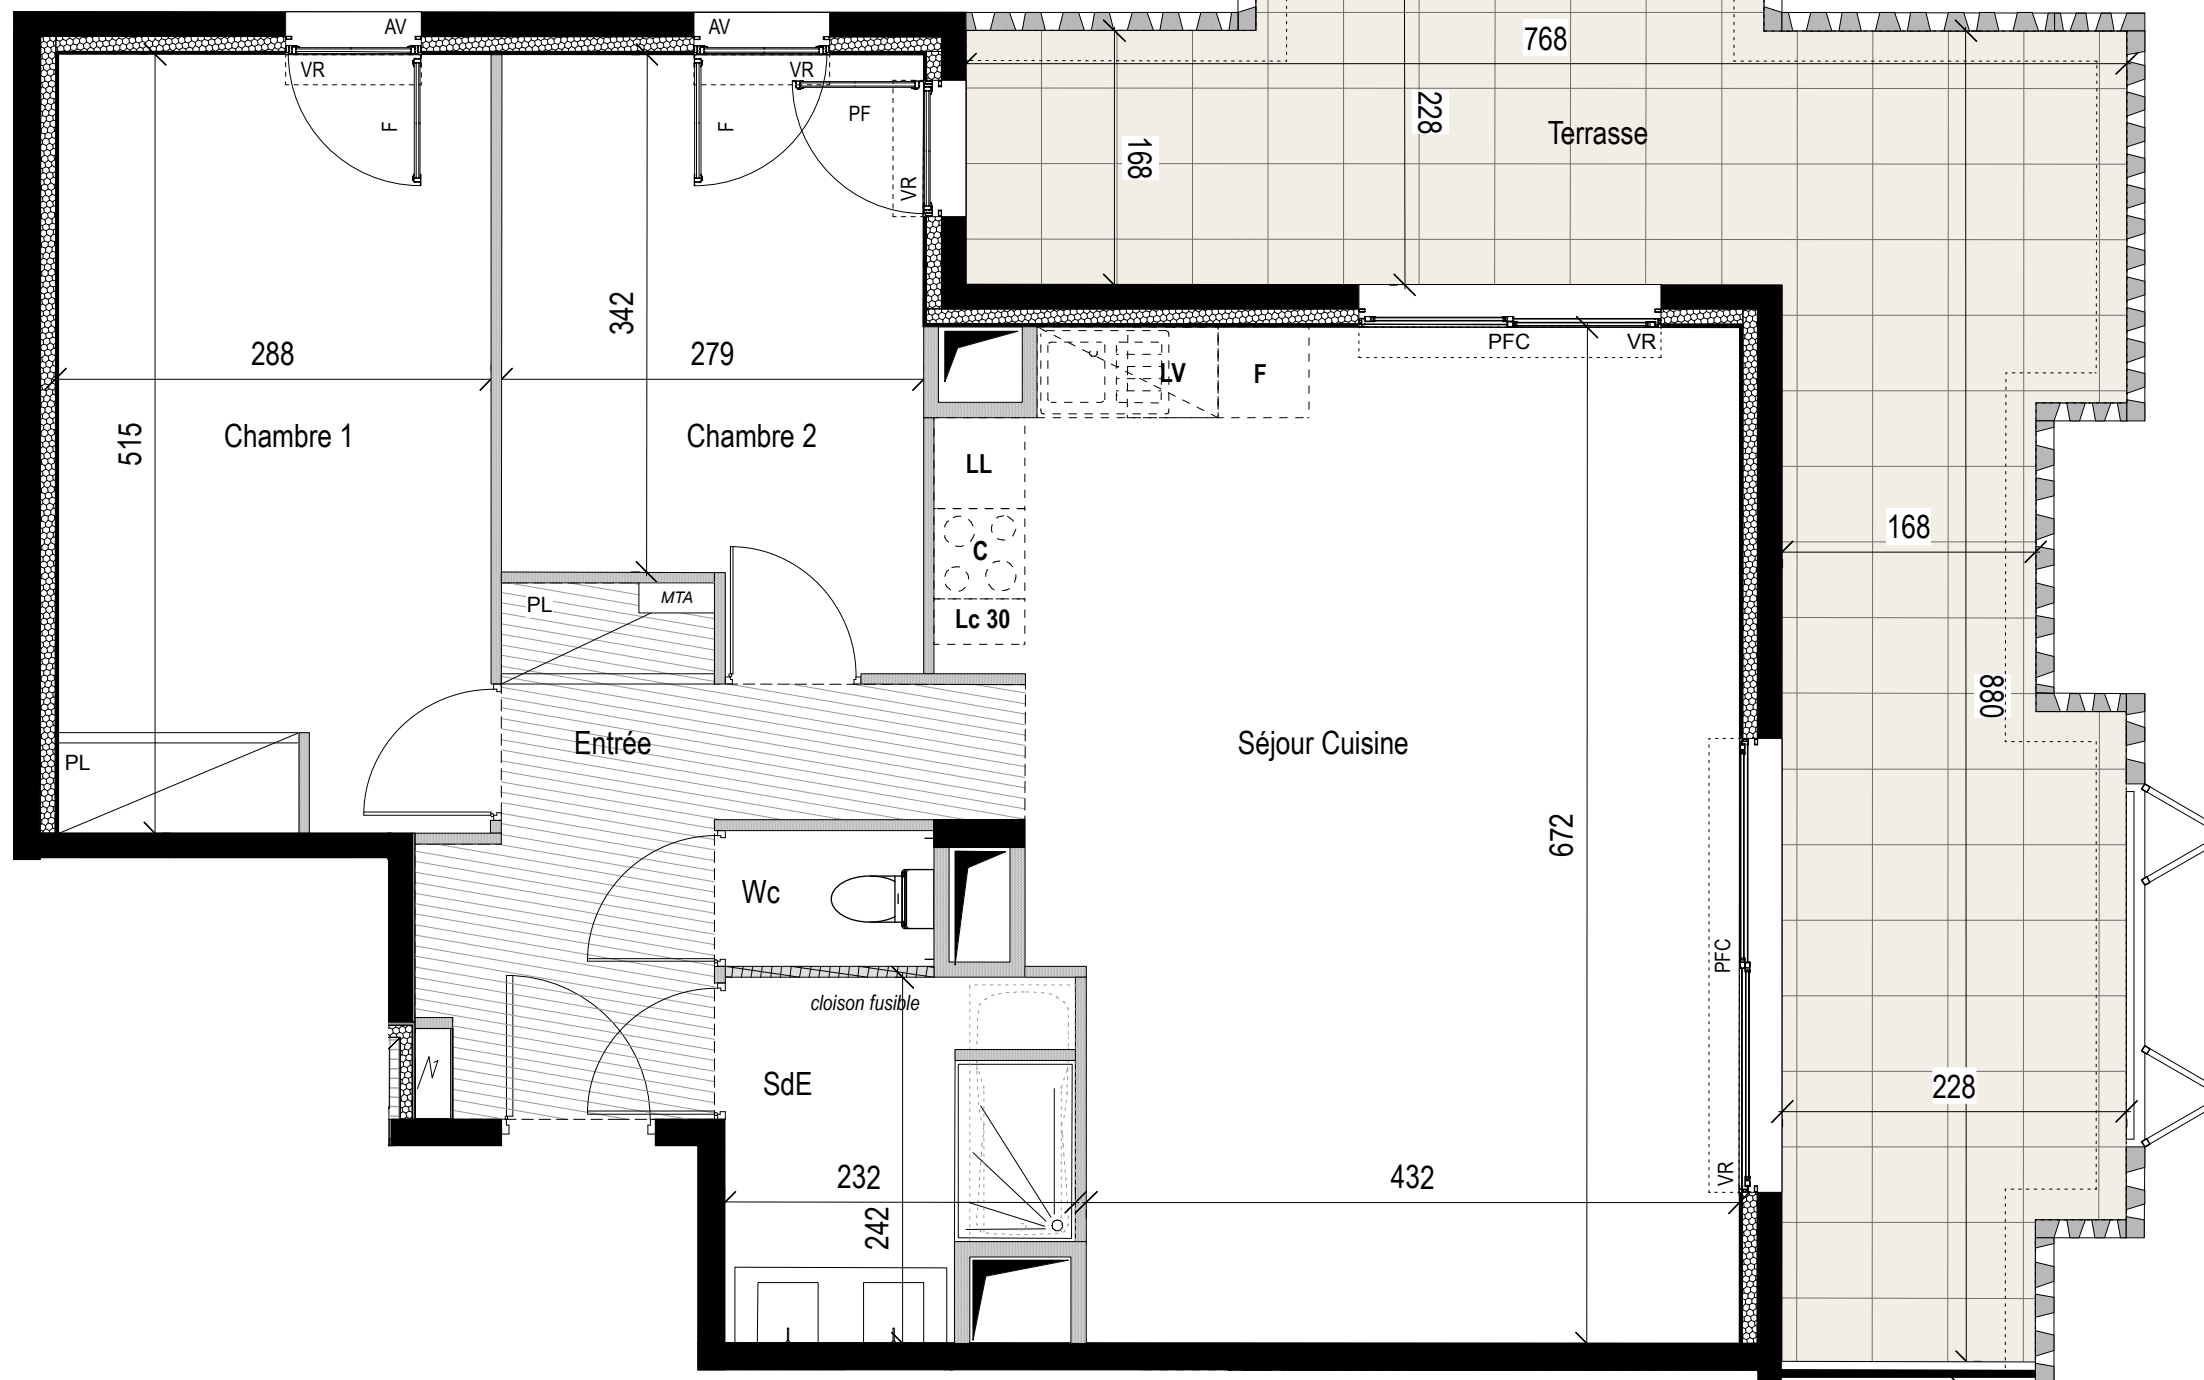 AV
AV
768
VR
VR
F
F
PF
VR
168
228
Terrasse
342
288
279
PFC
VR
LV
F
515
Chambre 1
Chambre 2
LL
168
C
PL
MTA
Lc 30
880
Entrée
Séjour Cuisine
PL
672
Wc
PFC
cloison fusible
SdE
228
232
432
VR
242